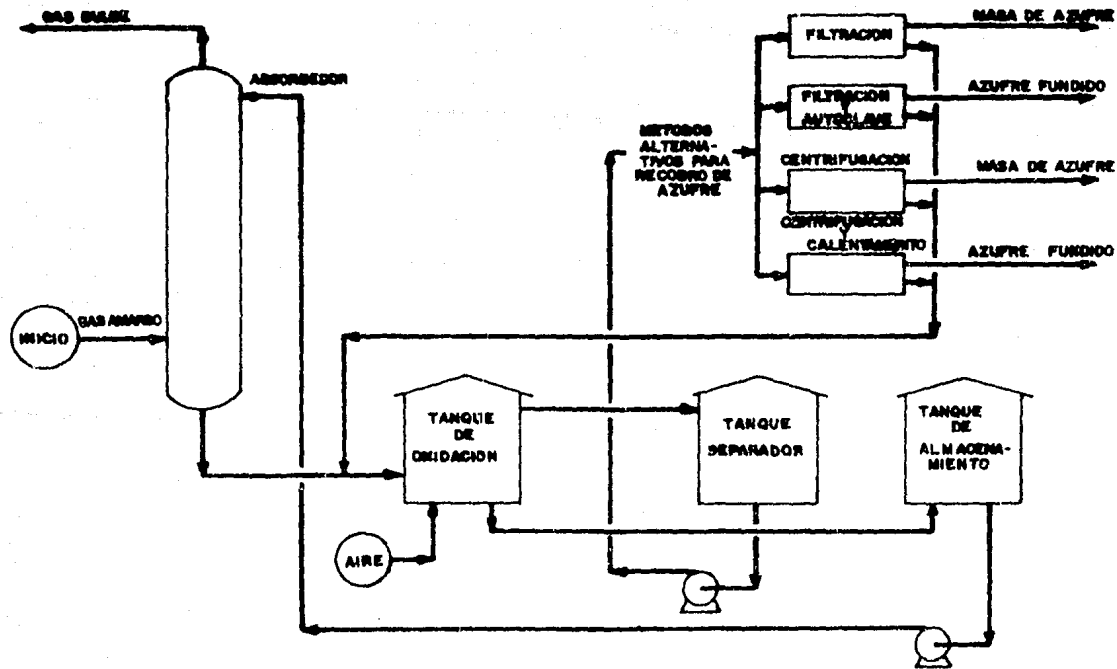 GAS DULCE
ABSORBEDOR
INICIO
GAS AMARGO
METODOS
ALTERNA-
TIVOS PARA
RECOBRO DE
AZUFRE
FILTRACION
MASA DE AZUFRE
FILTRACION
Y
AUTOCLAVE
AZUFRE FUNDIDO
CENTRIFUGACION
MASA DE AZUFRE
CENTRIFUGACION
Y
CALENTAMIENTO
AZUFRE FUNDIDO
TANQUE
DE
OXIDACION
TANQUE
SEPARADOR
TANQUE
DE
ALMACENA-
MIENTO
AIRE